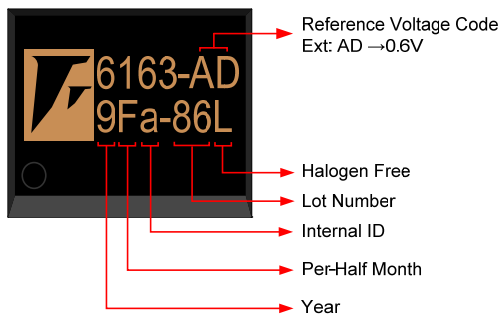 Reference Voltage Code
Ext: AD →0.6V
6163-AD
9Fa-86L
Halogen Free
Lot Number
Internal ID
Per-Half Month
Year